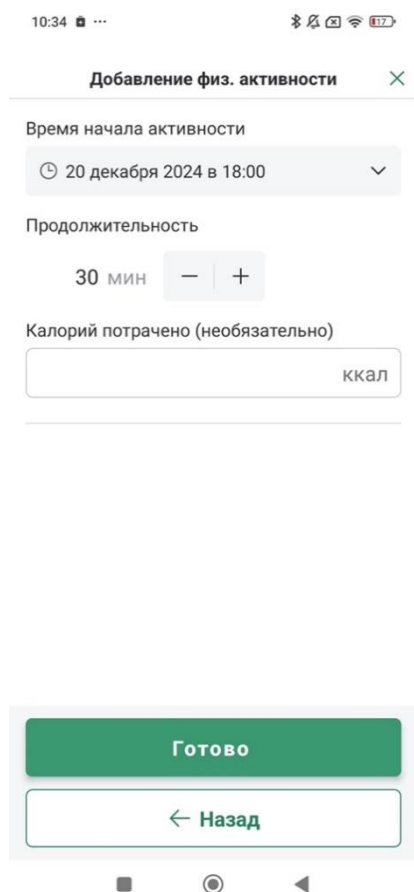 10:34
17
Добавление физ. активности
Время начала активности
20 декабря 2024 в 18:00
Продолжительность
30 мин
Калорий потрачено (необязательно)
ккал
Готово
← Назад